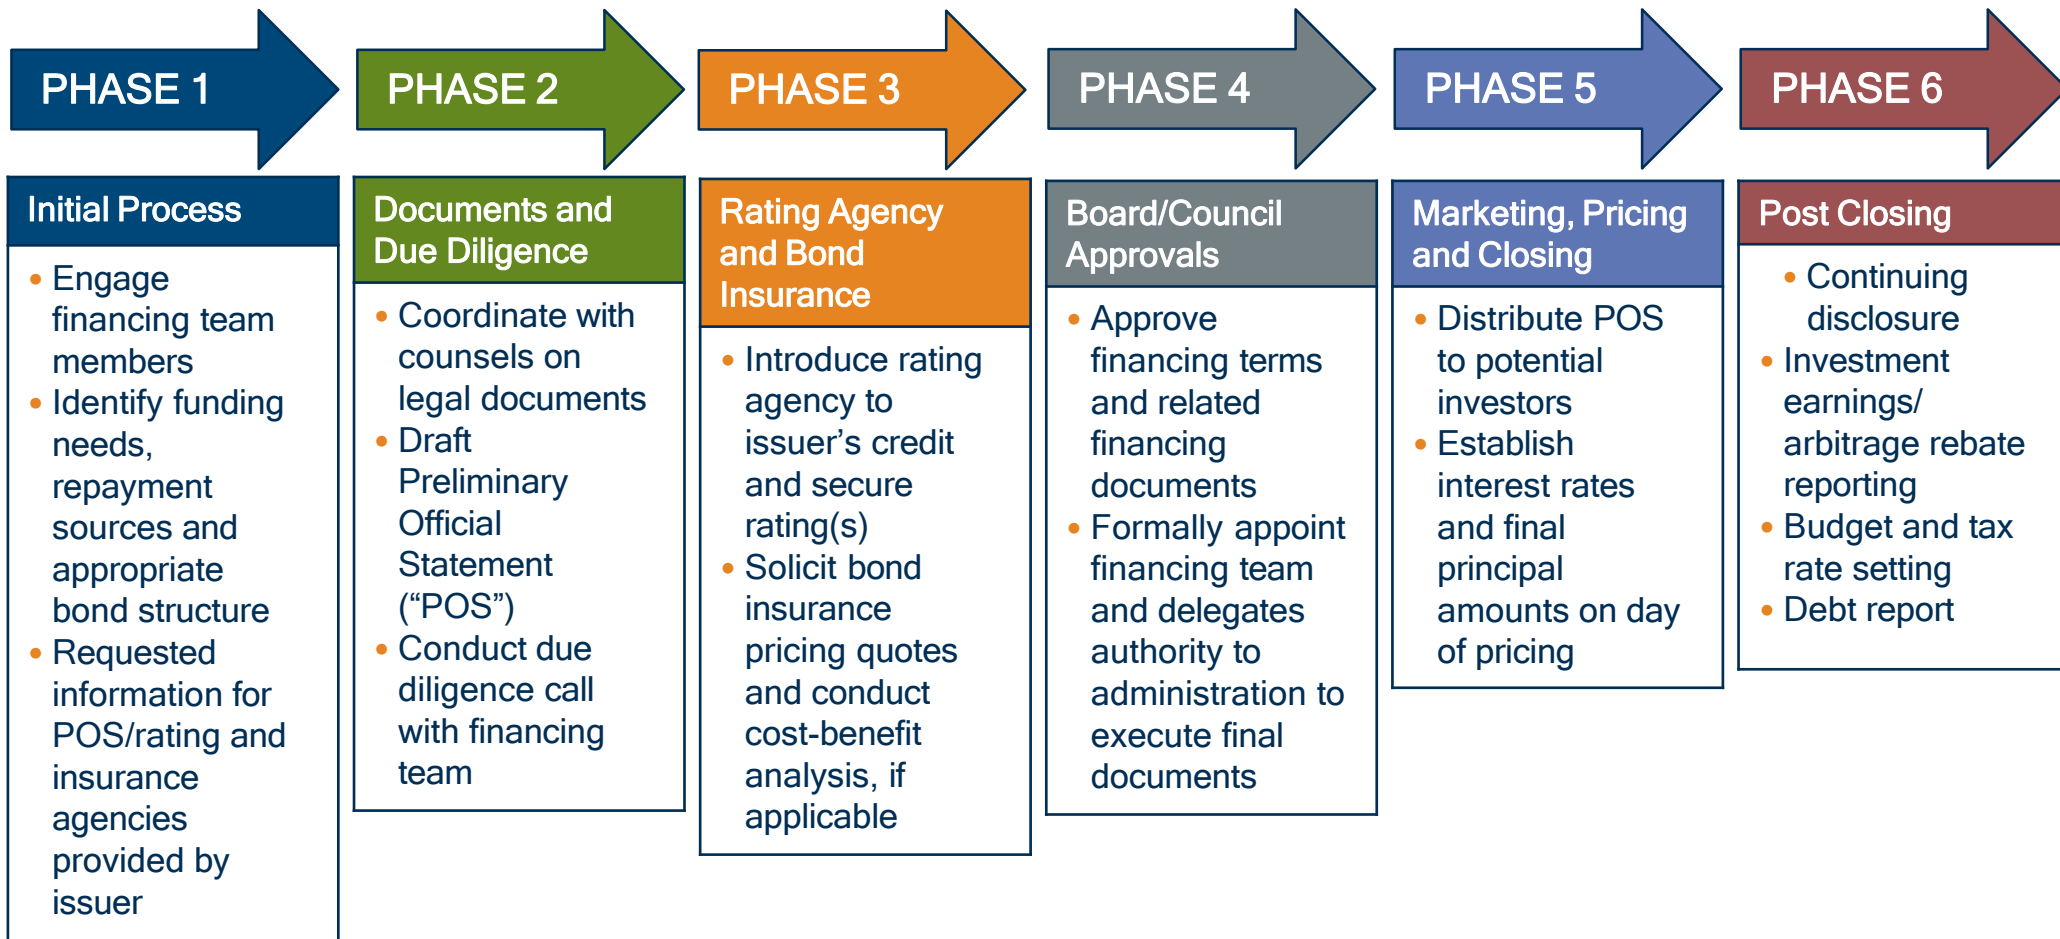 PHASE 1
PHASE 2
PHASE 3
PHASE 4
PHASE 5
PHASE 6
Initial Process
• Engage
financing team
members
• Identify funding
needs,
repayment
sources and
appropriate
bond structure
• Requested
information for
POS/rating and
insurance
agencies
provided by
issuer
Documents and
Due Diligence
• Coordinate with
counsels on
legal documents
• Draft
Preliminary
Official
Statement
(“POS”)
• Conduct due
diligence call
with financing
team
Rating Agency
and Bond
Insurance
• Introduce rating
agency to
issuer’s credit
and secure
rating(s)
• Solicit bond
insurance
pricing quotes
and conduct
cost-benefit
analysis, if
applicable
Board/Council
Approvals
• Approve
financing terms
and related
financing
documents
• Formally appoint
financing team
and delegates
authority to
administration to
execute final
documents
Marketing, Pricing
and Closing
• Distribute POS
to potential
investors
• Establish
interest rates
and final
principal
amounts on day
of pricing
Post Closing
• Continuing
disclosure
• Investment
earnings/
arbitrage rebate
reporting
• Budget and tax
rate setting
• Debt report